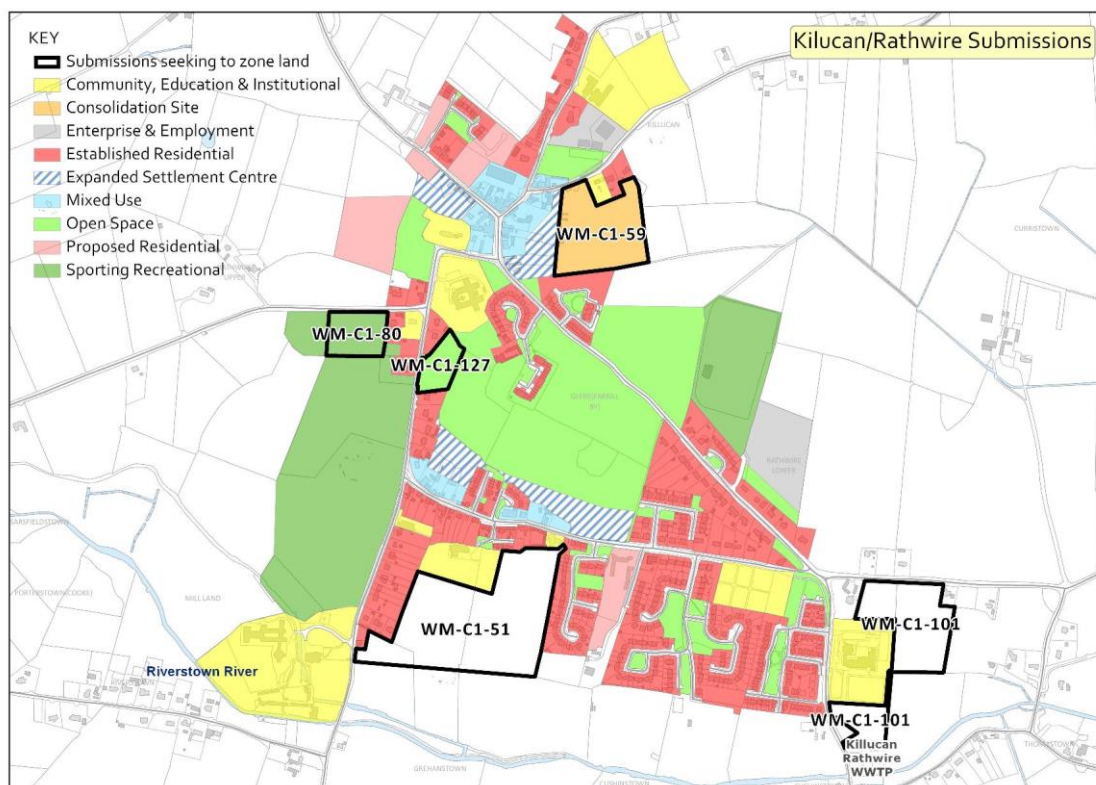 Kilucan/Rathwire Submissions
KEY
Submissions seeking to zone land
Community, Education & Institutional
Consolidation Site
Enterprise & Employment
Established Residential
Expanded Settlement Centre
Mixed Use
Open Space
Proposed Residential
Sporting Recreational
KILLUCAN
WM-C1-59
CURRISTOWN
WM-C1-80
WM-C1-127
RATHWIRE
LOWER
MILL LAND
WM-C1-51
WM-C1-101
Riverstown River
WM-C1-101
Killucan
Rathwire
WWTP
GREHANSTOWN